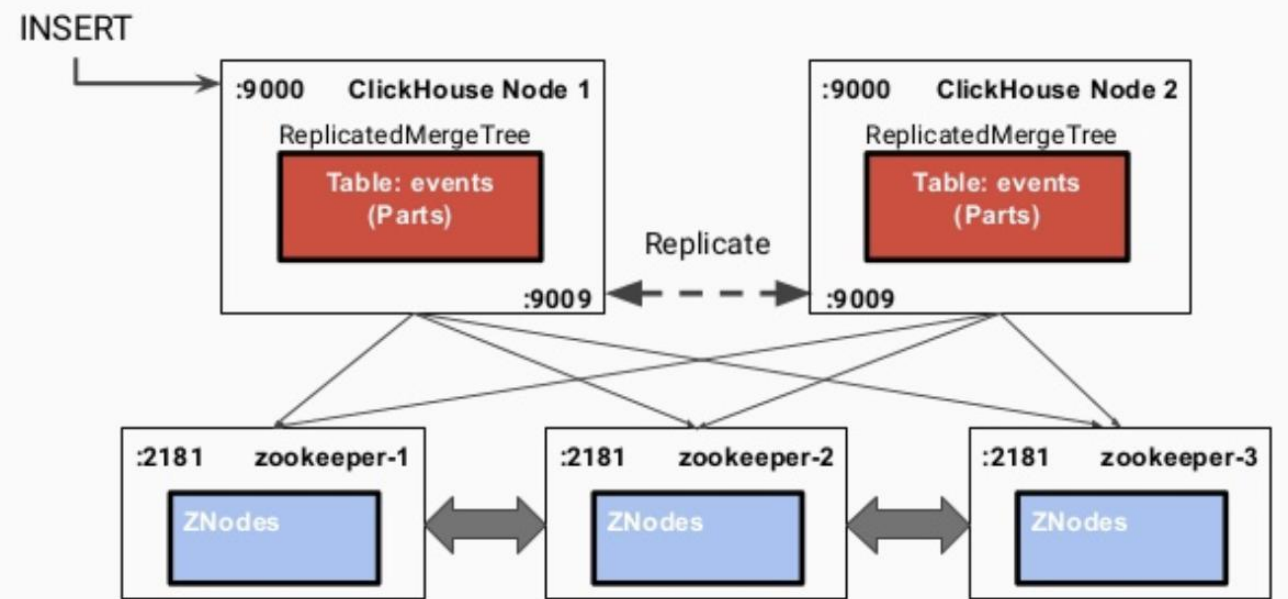 INSERT
:9000 ClickHouse Node 1
ReplicatedMergeTree
Table: events
(Parts)
:9009
Replicate
:9000 ClickHouse Node 2
ReplicatedMergeTree
Table: events
(Parts)
:9009
:2181 zookeeper-1
ZNodes
:2181 zookeeper-2
ZNodes
:2181 zookeeper-3
ZNodes